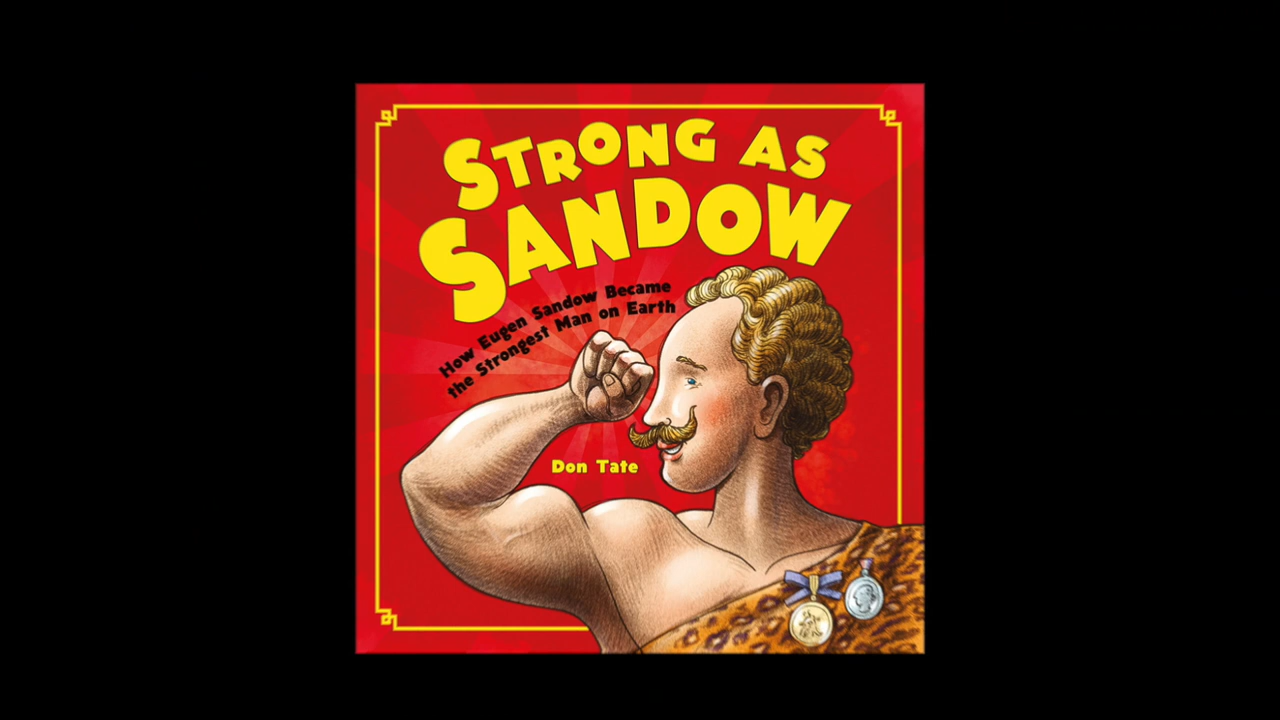 STRONG AS
SANDOW
How Eugen Sandow Became
the Strongest Man on Earth
Don Tate